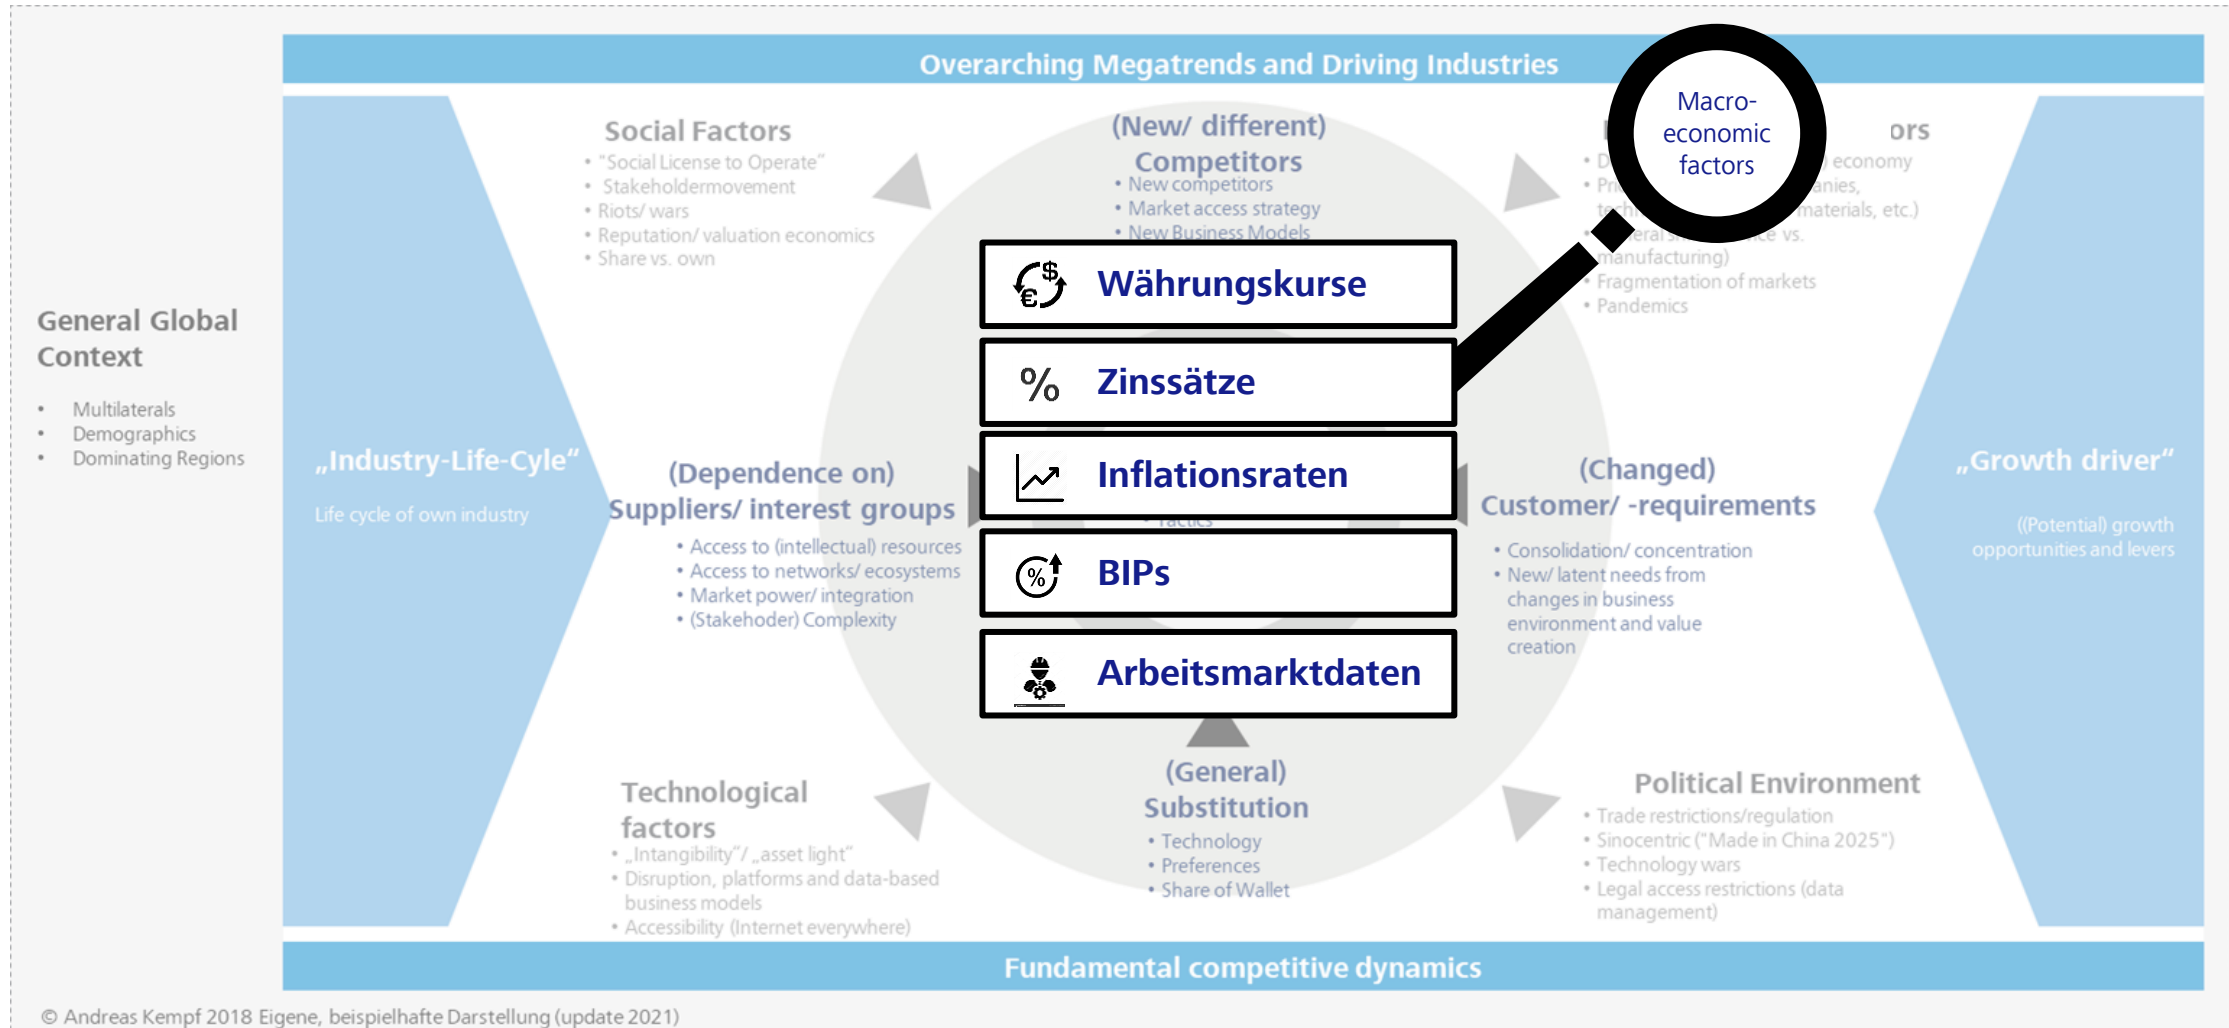 Overarching Megatrends and Driving Industries
Macro-
economic
factors
General Global
Context
• Multilaterals
• Demographics
• Dominating Regions
„Industry-Life-Cyle“
Life cycle of own industry
Social Factors
• "Social License to Operate“
• Stakeholdermovement
• Riots/ wars
• Reputation/ valuation economics
• Share vs. own
(New/ different)
Competitors
• New competitors
• Market access strategy
• New Business Models
ors
economy
materials, etc.)
vs.
manufacturing)
• Fragmentation of markets
• Pandemics
Währungskurse
% Zinssätze
Inflationsraten
BIPs
Arbeitsmarktdaten
(Dependence on)
Suppliers/ interest groups
• Access to (intellectual) resources
• Access to networks/ ecosystems
• Market power/ integration
• (Stakehoder) Complexity
Tactics
(Changed)
Customer/ -requirements
• Consolidation/ concentration
• New/ latent needs from
changes in business
environment and value
creation
„Growth driver“
((Potential) growth
opportunities and levers
Technological
factors
• „Intangibility“/ „asset light“
• Disruption, platforms and data-based
business models
• Accessibility (Internet everywhere)
(General)
Substitution
• Technology
• Preferences
• Share of Wallet
Political Environment
• Trade restrictions/regulation
• Sinocentric ("Made in China 2025")
• Technology wars
• Legal access restrictions (data
management)
Fundamental competitive dynamics
© Andreas Kempf 2018 Eigene, beispielhafte Darstellung (update 2021)